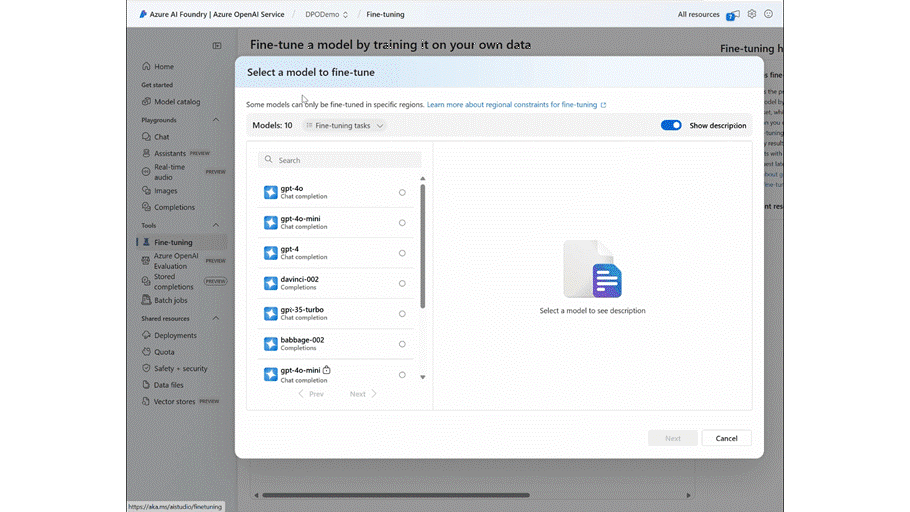 Azure AI Foundry | Azure OpenAI Service / DPODemo / Fine-tuning
All resources
7
Fine-tune a model by training it on your own data
Fine-tuning h
Home
Get started
Model catalog
Playgrounds
Chat
Assistants PREVIEW
Real-time audio PREVIEW
Images
Completions
Tools
Fine-tuning
Azure OpenAI Evaluation PREVIEW
Stored completions PREVIEW
Batch jobs
Shared resources
Deployments
Quota
Safety + security
Data files
Vector stores PREVIEW
https://aka.ms/aistudio/finetuning
Select a model to fine-tune
Some models can only be fine-tuned in specific regions. Learn more about regional constraints for fine-tuning
Models: 10
Fine-tuning tasks
Show description
Search
gpt-4o
Chat completion
gpt-4o-mini
Chat completion
gpt-4
Chat completion
davinci-002
Completions
gpt-35-turbo
Chat completion
babbage-002
Completions
gpt-4o-mini
Chat completion
Prev
Next
Select a model to see description
Next
Cancel